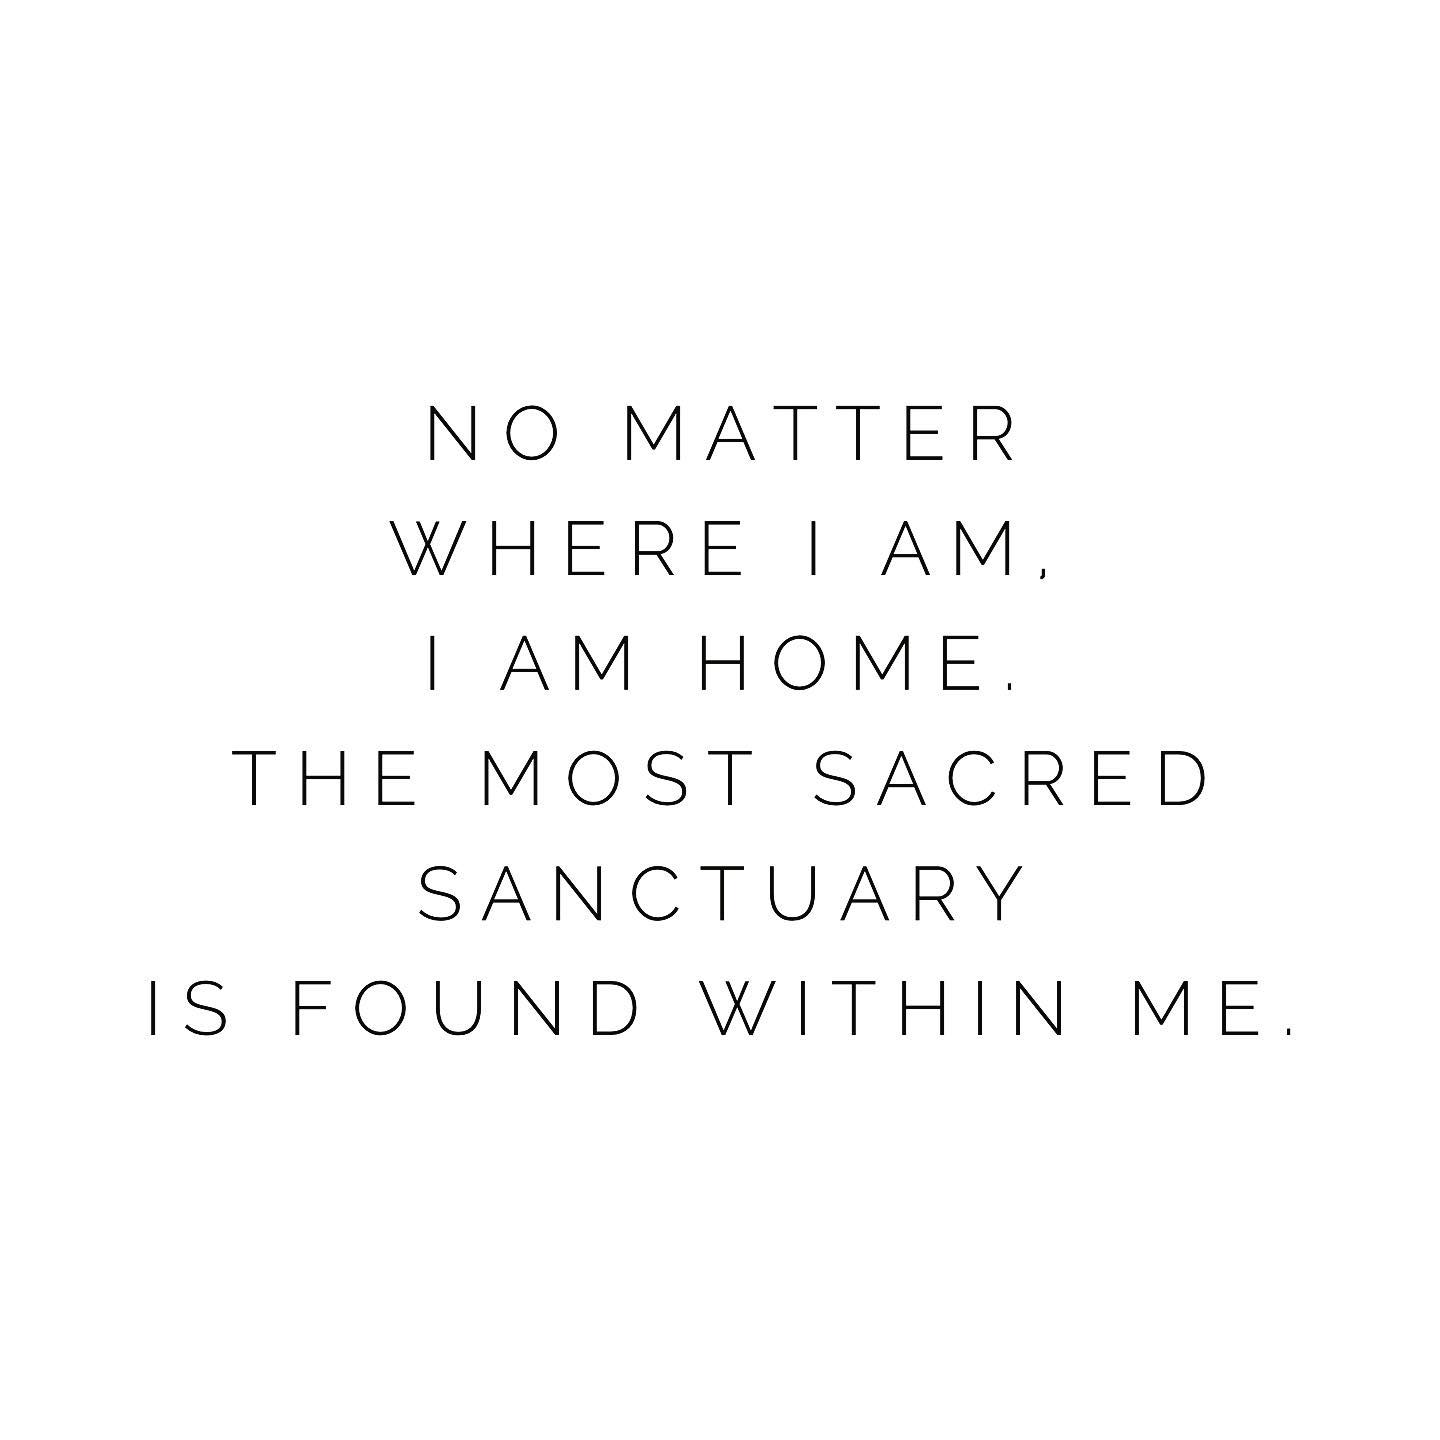 NO MATTER
WHERE I AM,
I AM HOME.
THE MOST SACRED
SANCTUARY
IS FOUND WITHIN ME.